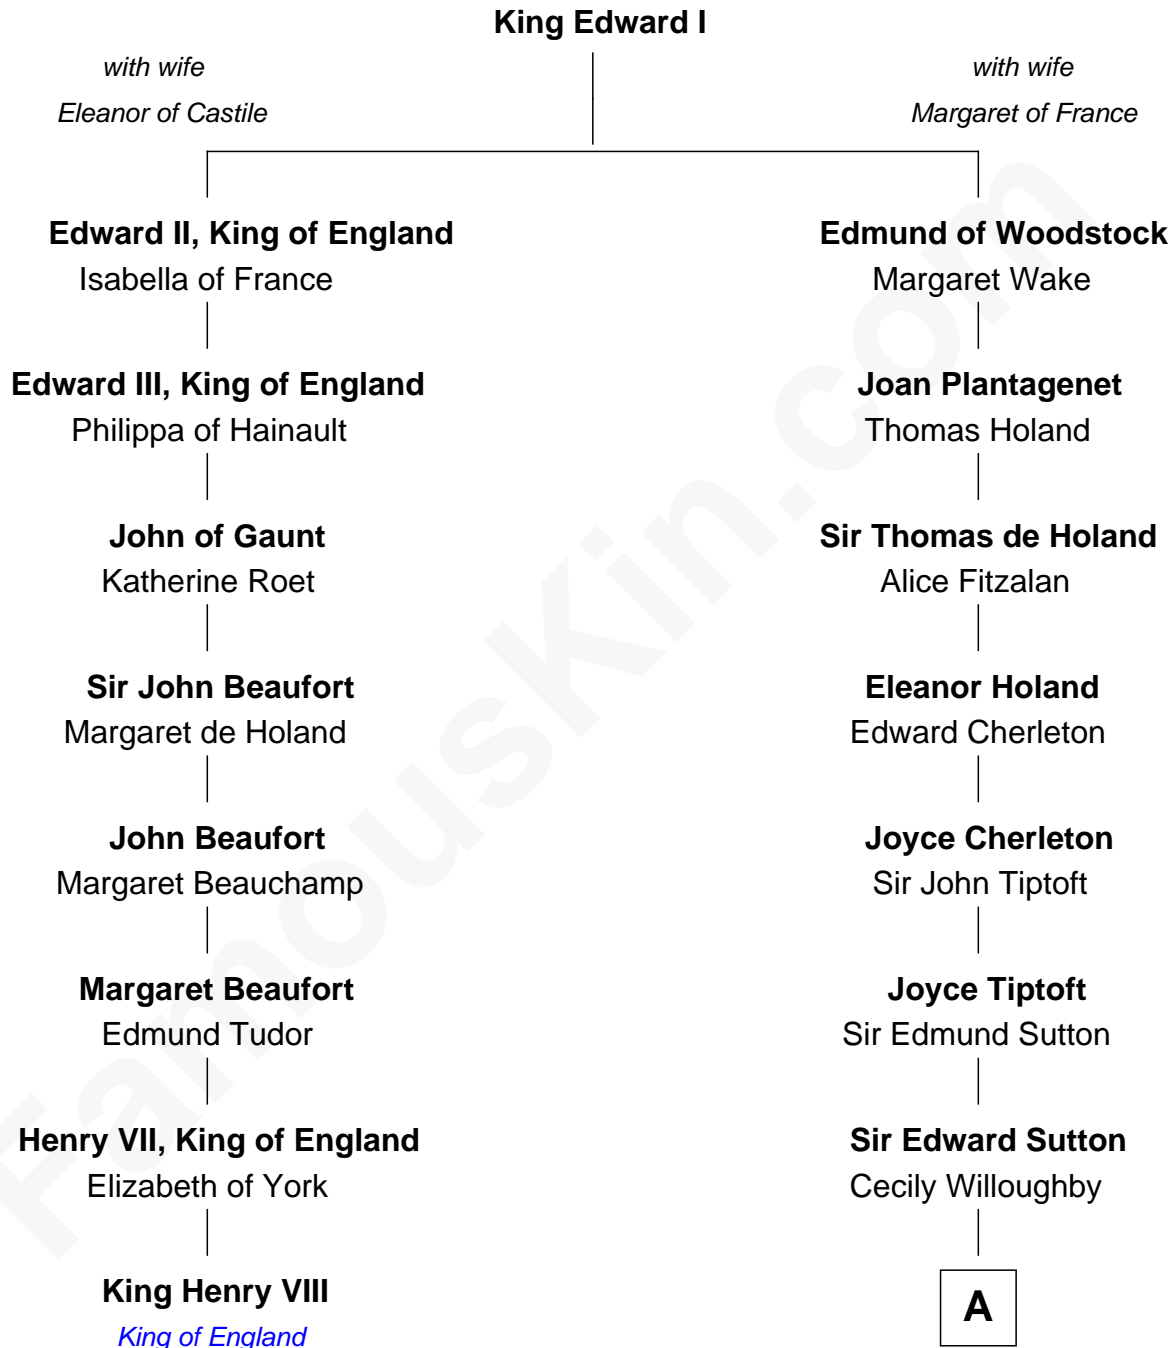 King Edward I
with wife
Eleanor of Castile
with wife
Margaret of France
Edward II, King of England
Isabella of France
Edmund of Woodstock
Margaret Wake
Edward III, King of England
Philippa of Hainault
Joan Plantagenet
Thomas Holand
John of Gaunt
Katherine Roet
Sir Thomas de Holand
Alice Fitzalan
Sir John Beaufort
Margaret de Holand
Eleanor Holand
Edward Cherleton
John Beaufort
Margaret Beauchamp
Joyce Cherleton
Sir John Tiptoft
Margaret Beaufort
Edmund Tudor
Joyce Tiptoft
Sir Edmund Sutton
Henry VII, King of England
Elizabeth of York
Sir Edward Sutton
Cecily Willoughby
King Henry VIII
King of England
A
FamousKin.com